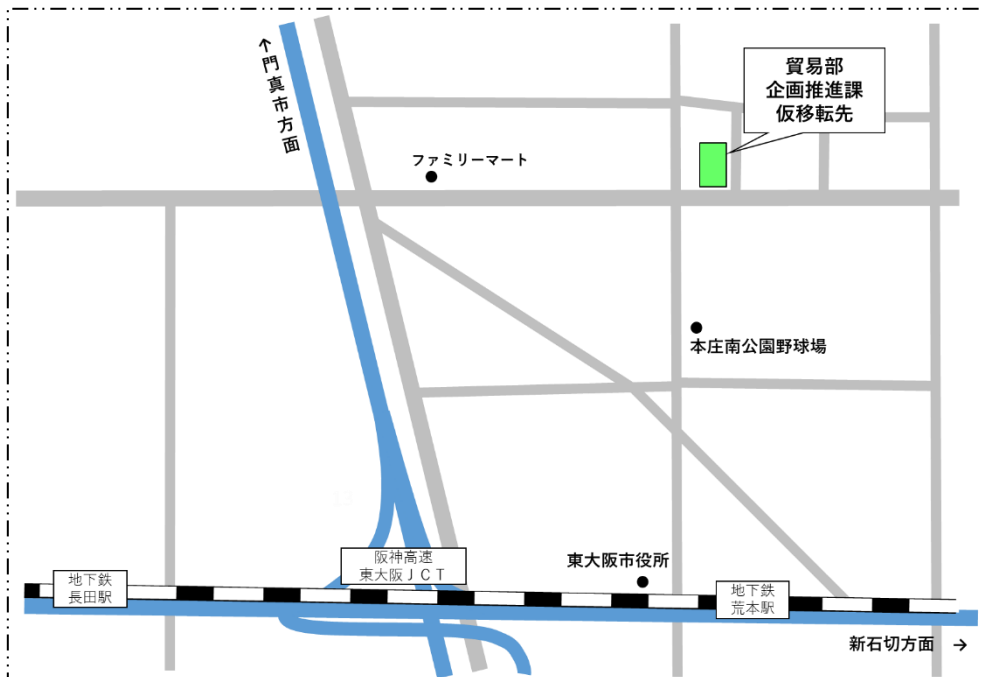 ↑門真市方面
貿易部
企画推進課
仮移転先
ファミリーマート
本庄南公園野球場
阪神高速
東大阪JCT
東大阪市役所
地下鉄
長田駅
地下鉄
荒本駅
新石切方面 →